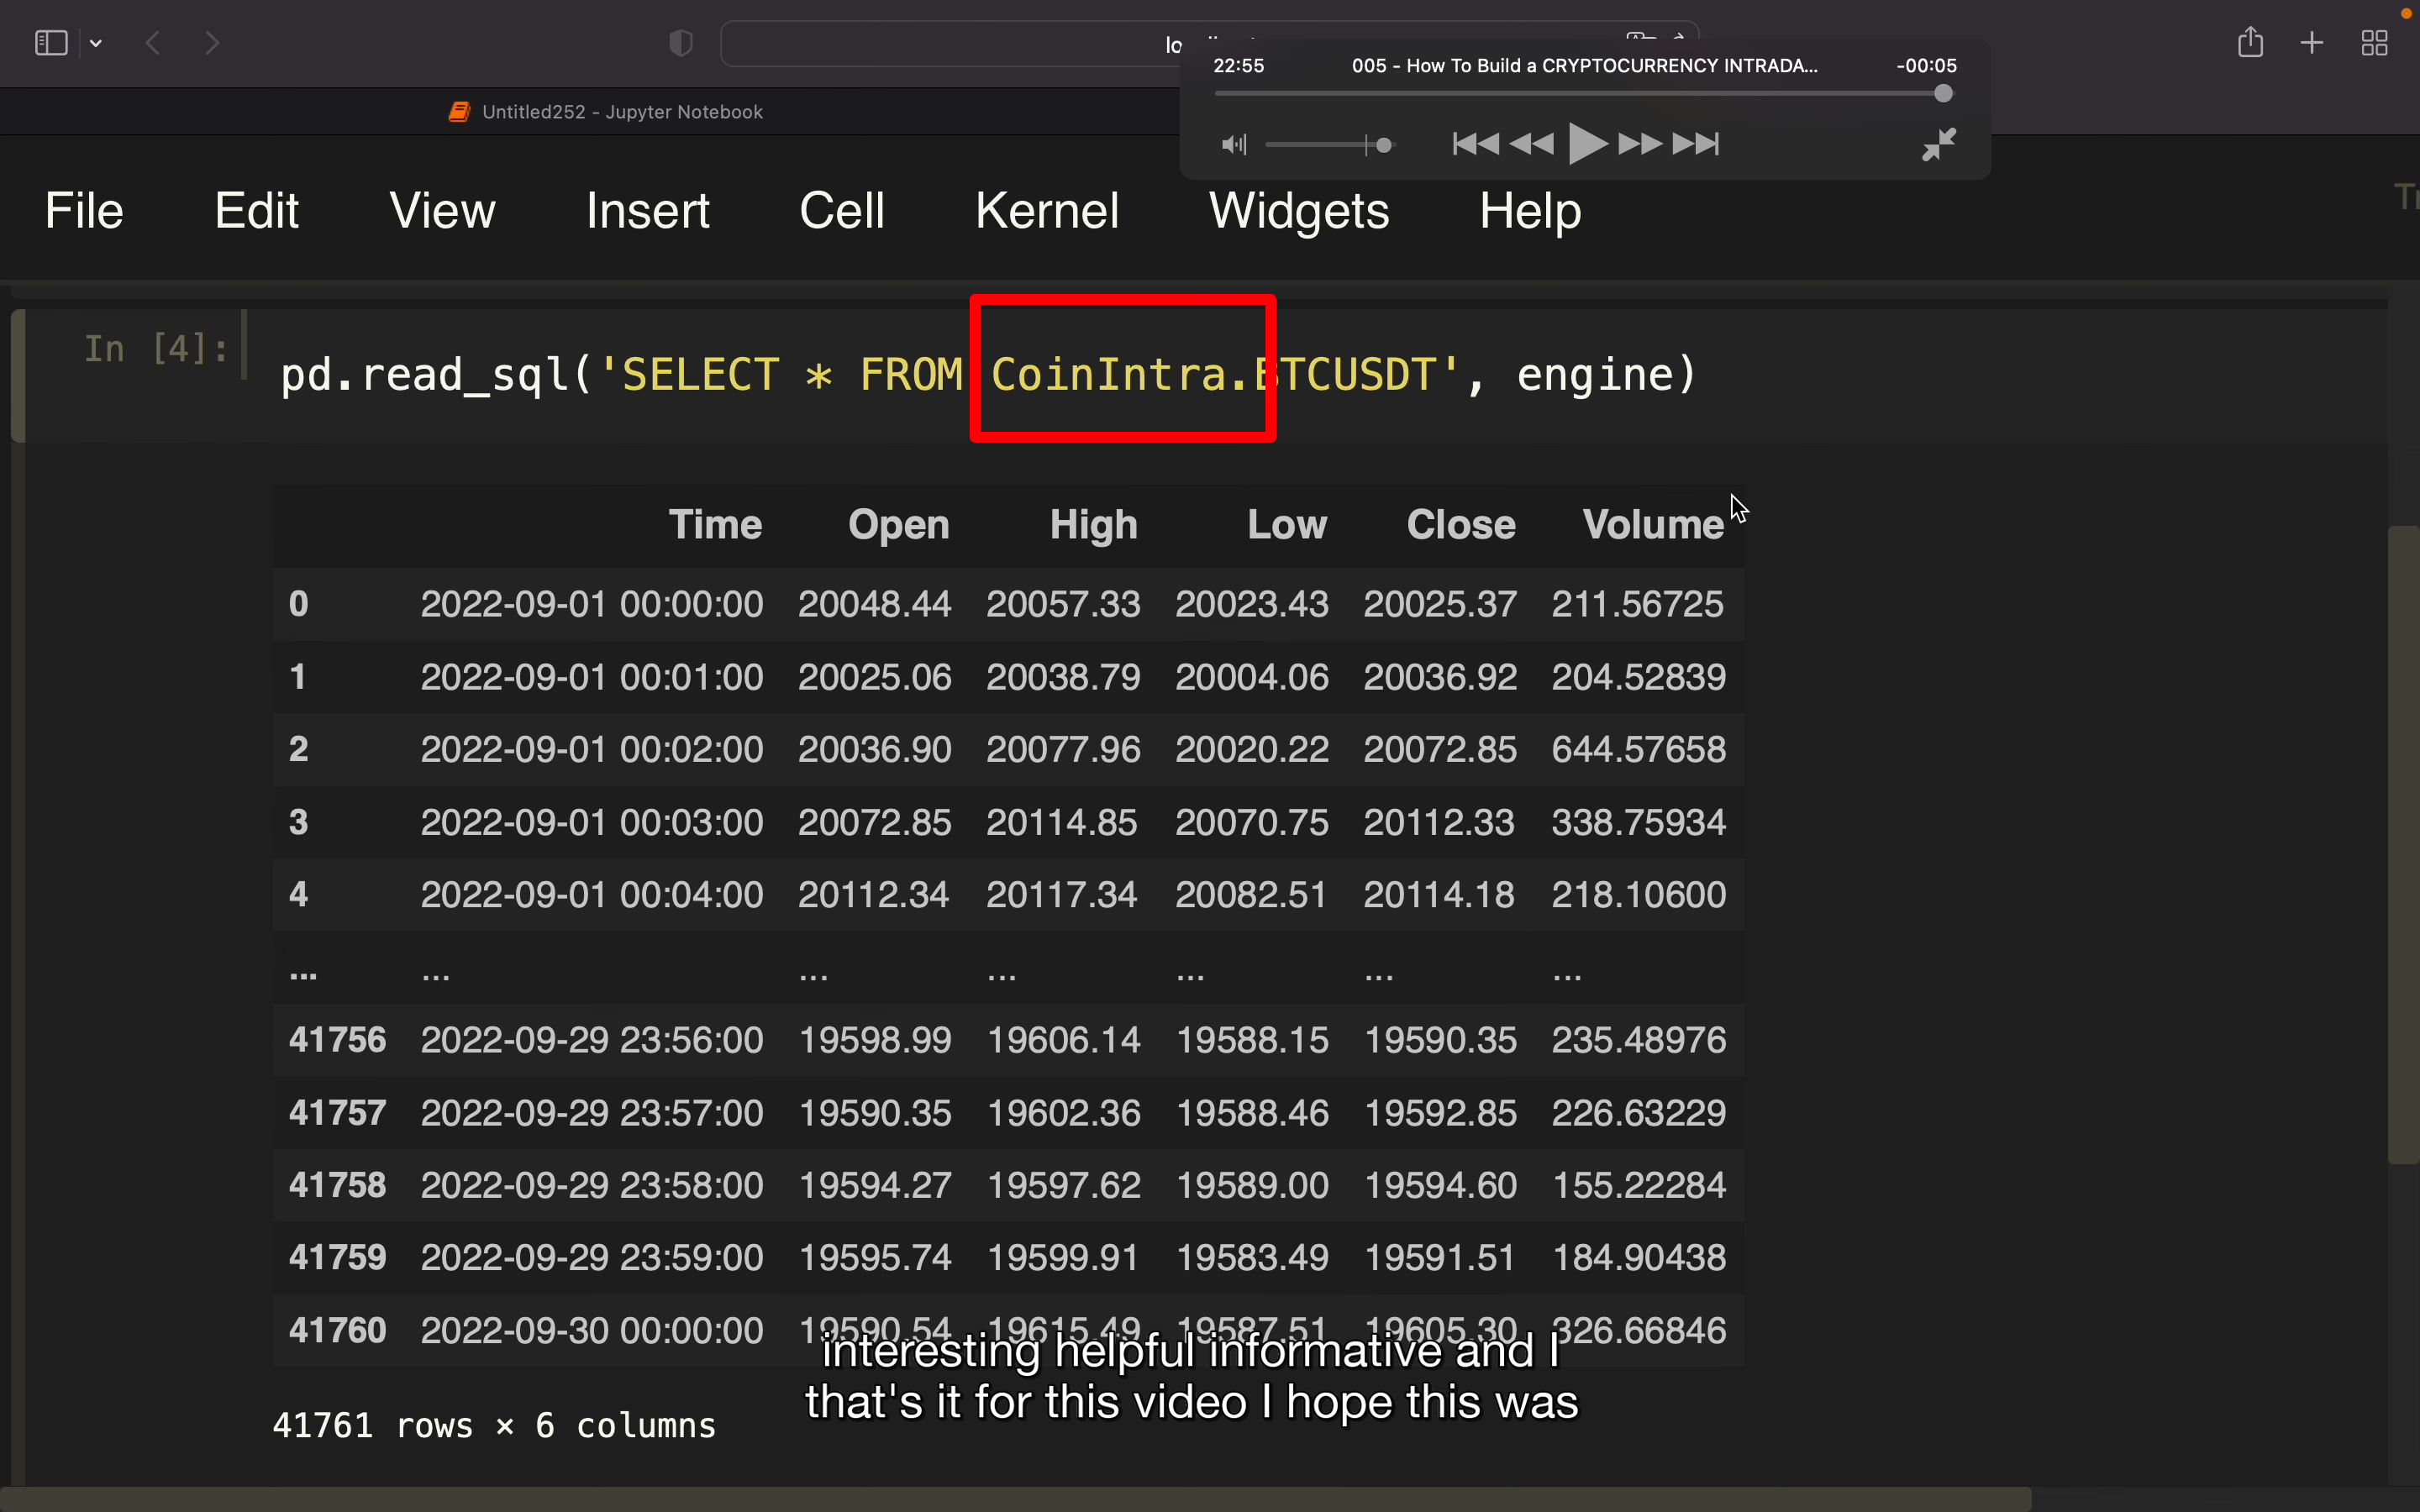 22:55 005 - How To Build a CRYPTOCURRENCY INTRADA... -00:05
Untitled252 - Jupyter Notebook
File Edit View Insert Cell Kernel Widgets Help
In [4]: pd.read_sql('SELECT * FROM CoinIntra.BTCUSDT', engine)
Time Open High Low Close Volume
0 2022-09-01 00:00:00 20048.44 20057.33 20023.43 20025.37 211.56725
1 2022-09-01 00:01:00 20025.06 20038.79 20004.06 20036.92 204.52839
2 2022-09-01 00:02:00 20036.90 20077.96 20020.22 20072.85 644.57658
3 2022-09-01 00:03:00 20072.85 20114.85 20070.75 20112.33 338.75934
4 2022-09-01 00:04:00 20112.34 20117.34 20082.51 20114.18 218.10600
... ... ... ... ... ... ...
41756 2022-09-29 23:56:00 19598.99 19606.14 19588.15 19590.35 235.48976
41757 2022-09-29 23:57:00 19590.35 19602.36 19588.46 19592.85 226.63229
41758 2022-09-29 23:58:00 19594.27 19597.62 19589.00 19594.60 155.22284
41759 2022-09-29 23:59:00 19595.74 19599.91 19583.49 19591.51 184.90438
41760 2022-09-30 00:00:00 19590.54 19615.49 19587.51 19605.30 326.66846
interesting helpful informative and I
that's it for this video I hope this was
41761 rows × 6 columns